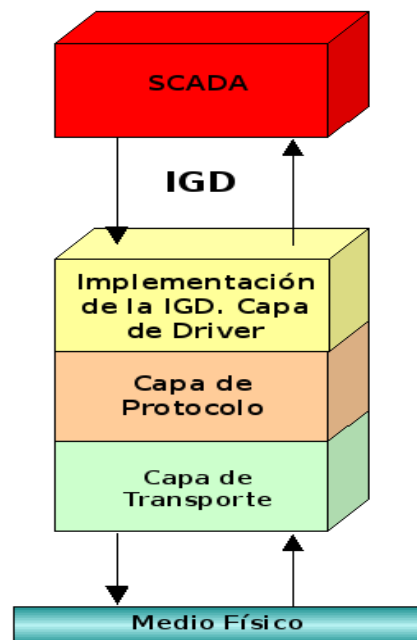 SCADA
IGD
Implementación
de la IGD. Capa
de Driver
Capa de
Protocolo
Capa de
Transporte
Medio Físico